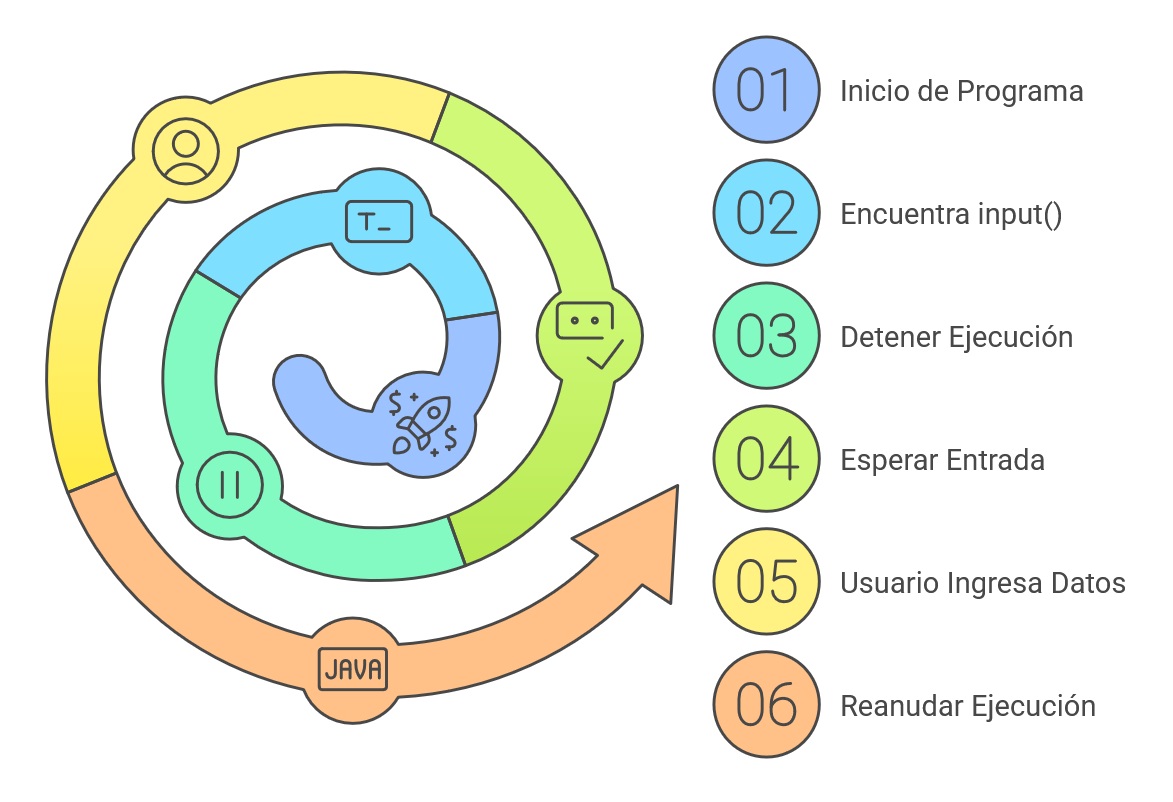 01 Inicio de Programa
02 Encuentra input()
03 Detener Ejecución
04 Esperar Entrada
05 Usuario Ingresa Datos
06 Reanudar Ejecución
T_
$
$
JAVA